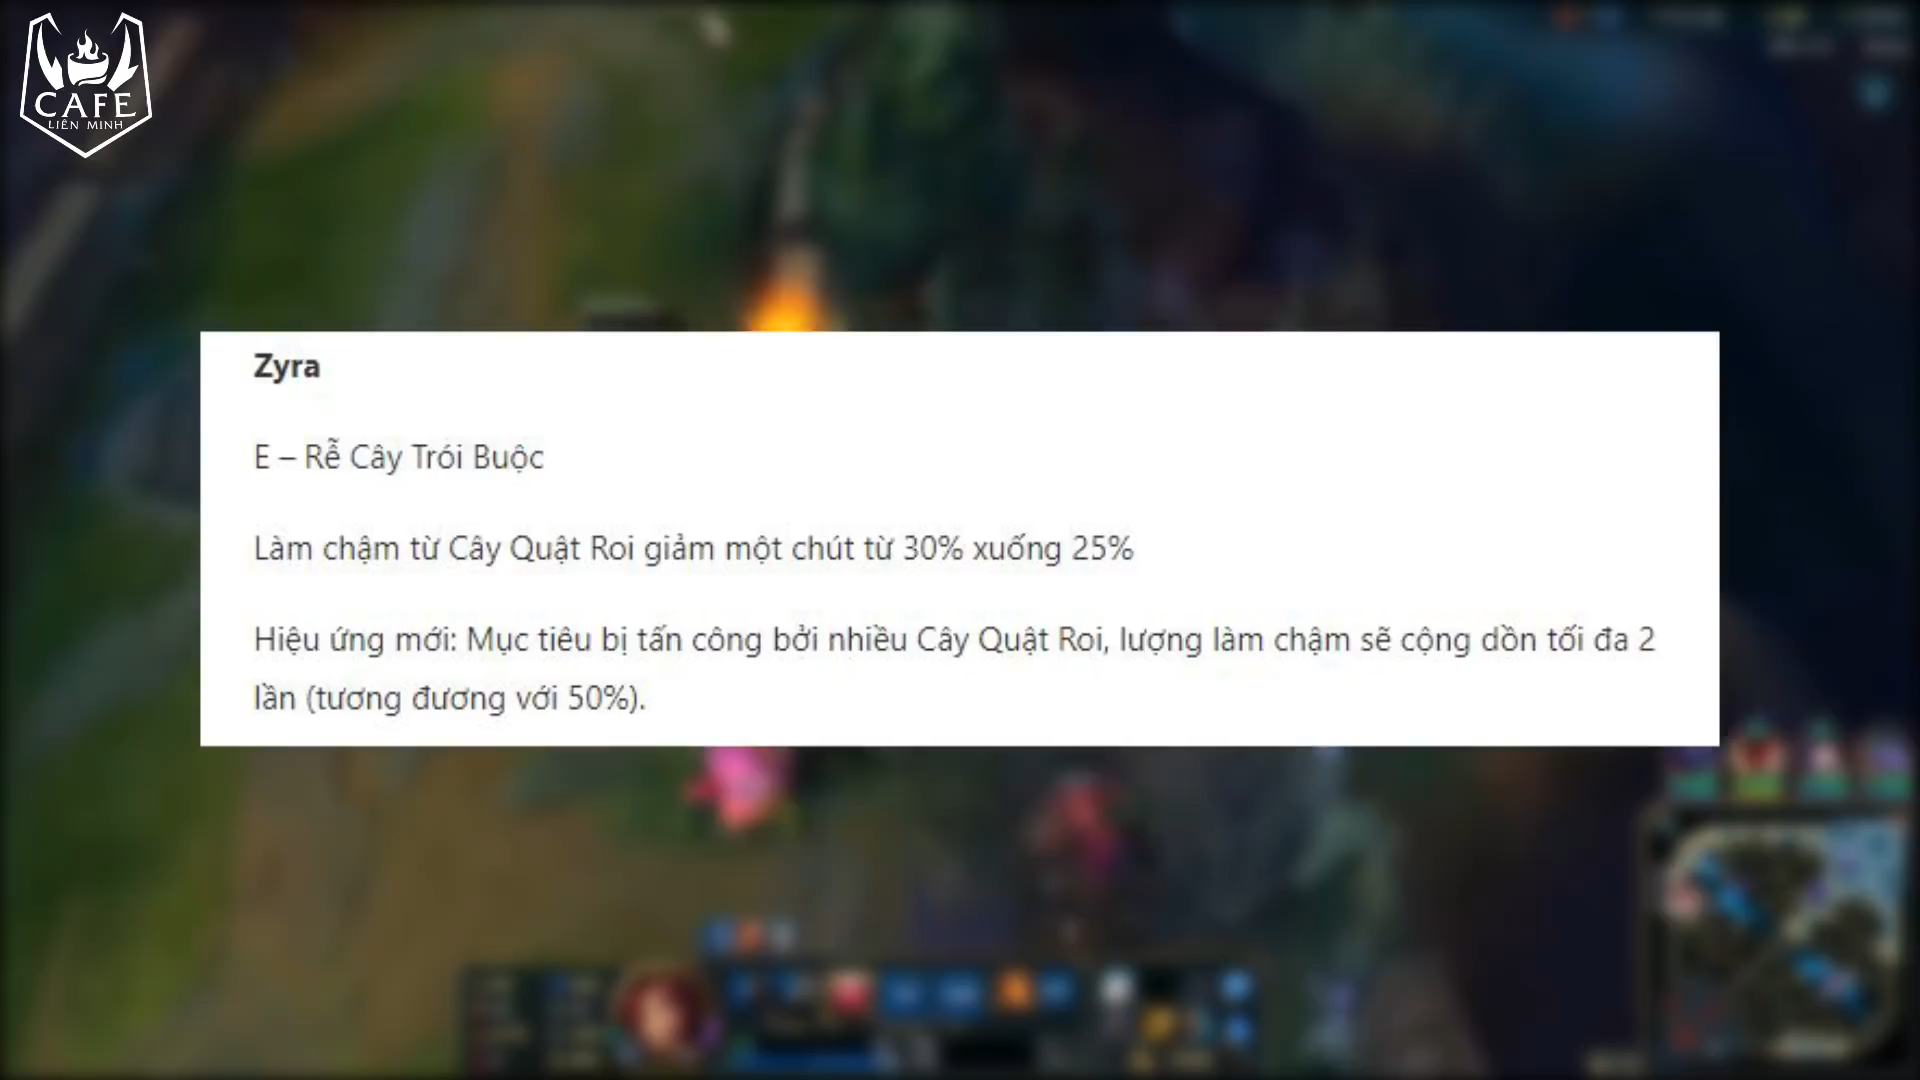 CAFE
LIÊN MINH
Zyra
E – Rễ Cây Trói Buộc
Làm chậm từ Cây Quật Roi giảm một chút từ 30% xuống 25%
Hiệu ứng mới: Mục tiêu bị tấn công bởi nhiều Cây Quật Roi, lượng làm chậm sẽ cộng dồn tối đa 2
lần (tương đương với 50%).